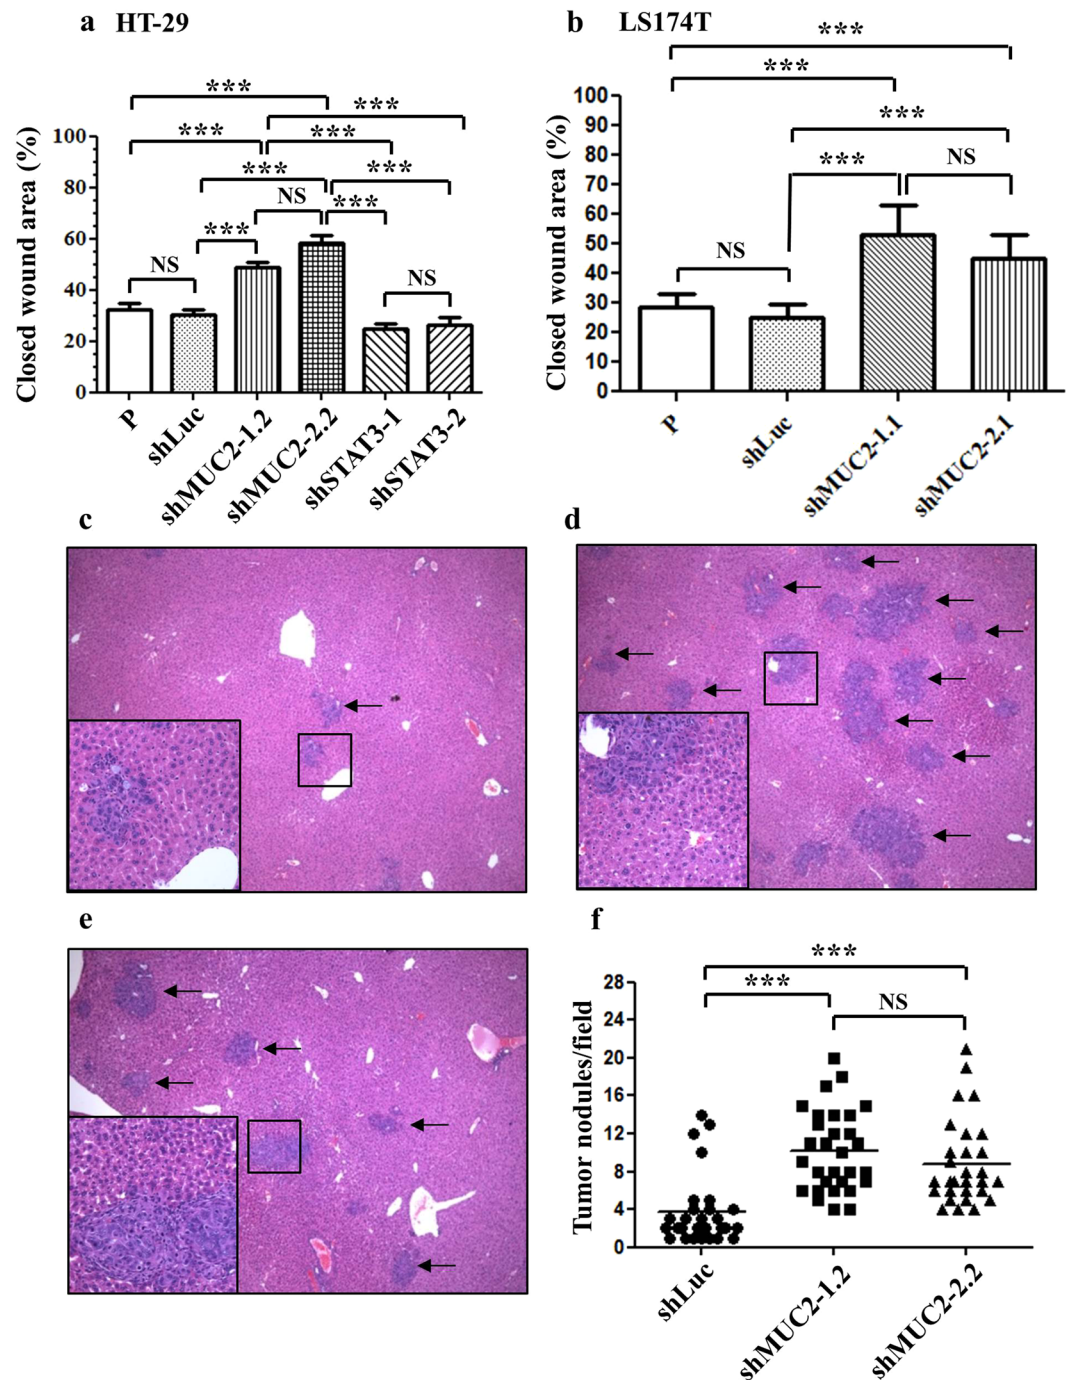 a HT-29
*** 
***
*** ***
*** ***
NS ***
***
NS NS
Closed wound area (%)
100
80
60
40
20
0
P
shLuc
shMUC2-1.2
shMUC2-2.2
shSTAT3-1
shSTAT3-2
b LS174T
***
***
***
*** NS
NS
Closed wound area (%)
100
90
80
70
60
50
40
30
20
10
0
P
shLuc
shMUC2-1.1
shMUC2-2.1
c
d
e
f
***
***
NS
Tumor nodules/field
28
24
20
16
12
8
4
0
shLuc
shMUC2-1.2
shMUC2-2.2